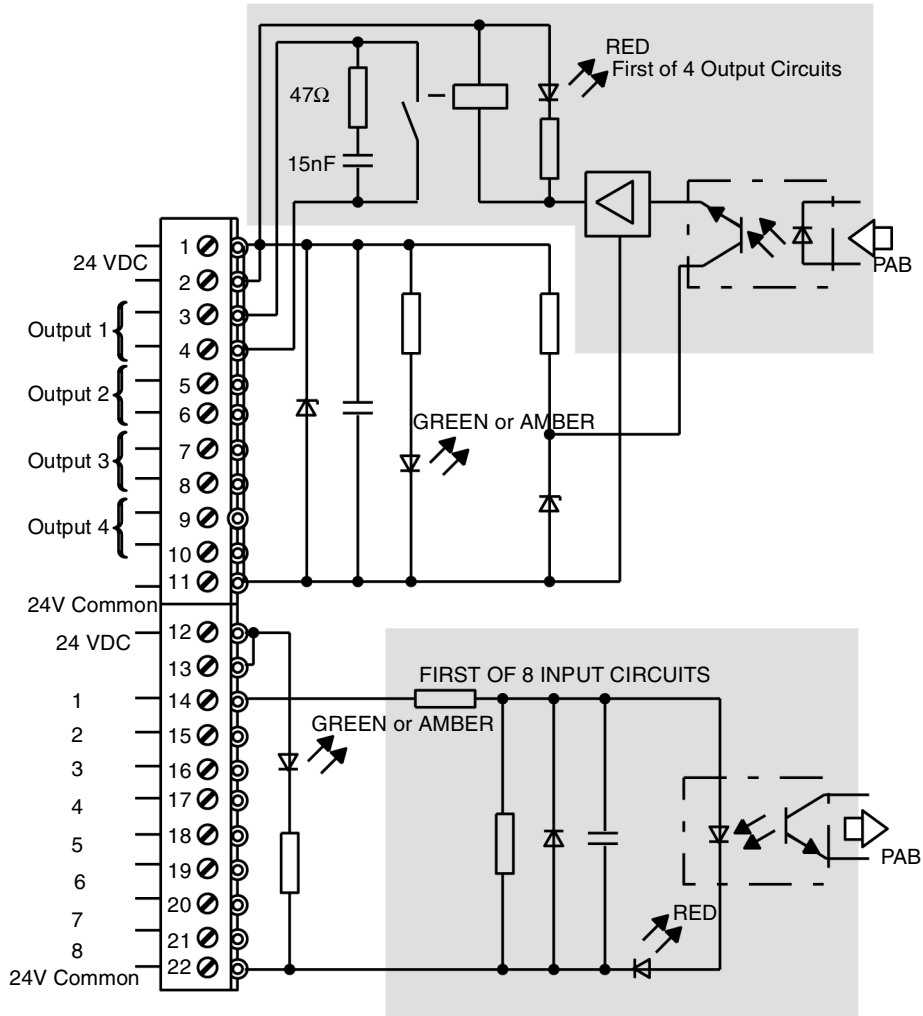 RED
First of 4 Output Circuits
47Ω
15nF
PAB
24 VDC
1
2
Output 1
3
4
Output 2
5
6
Output 3
7
8
Output 4
9
10
11
24V Common
GREEN or AMBER
24 VDC
12
13
FIRST OF 8 INPUT CIRCUITS
1
14
GREEN or AMBER
2
15
3
16
4
17
5
18
6
19
7
20
8
21
24V Common
22
RED
PAB